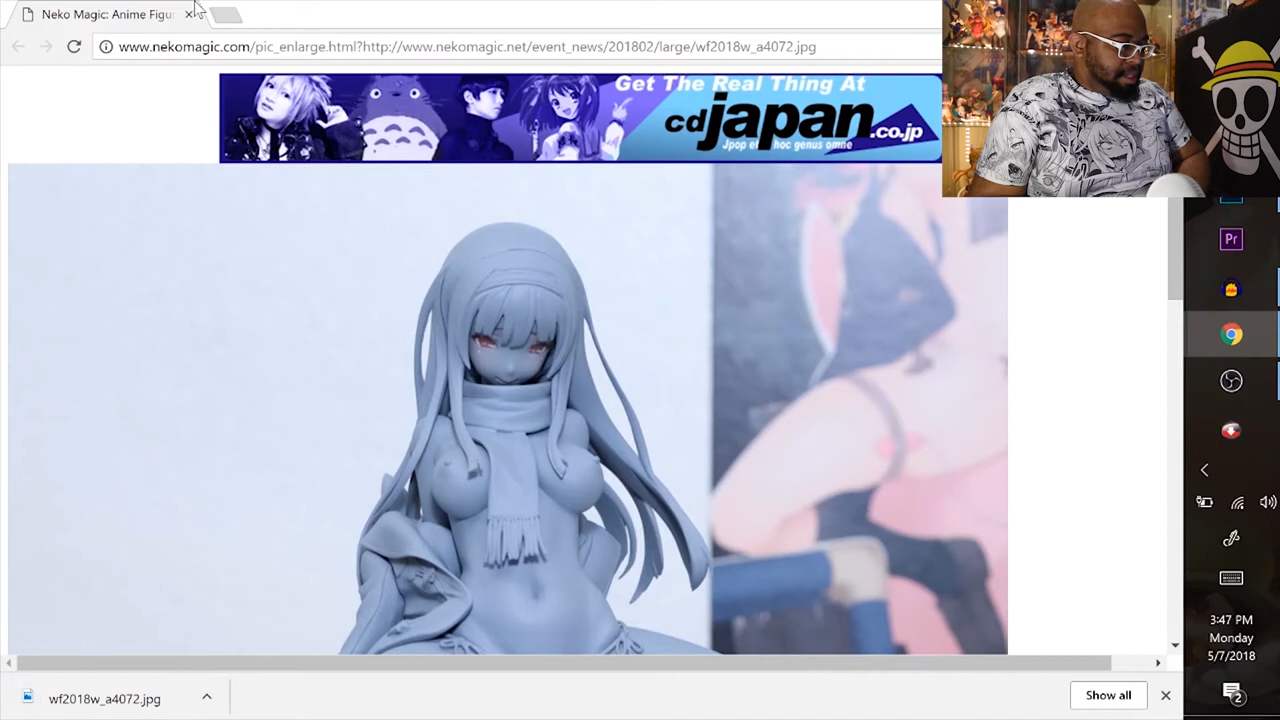 Neko Magic: Anime Figur
www.nekomagic.com/pic_enlarge.html?http://www.nekomagic.net/event_news/201802/large/wf2018w_a4072.jpg
Get The Real Thing At
cdjapan.co.jp
Jpop et hoc genus omne
Pr
3:47 PM
Monday
5/7/2018
2
wf2018w_a4072.jpg
Show all